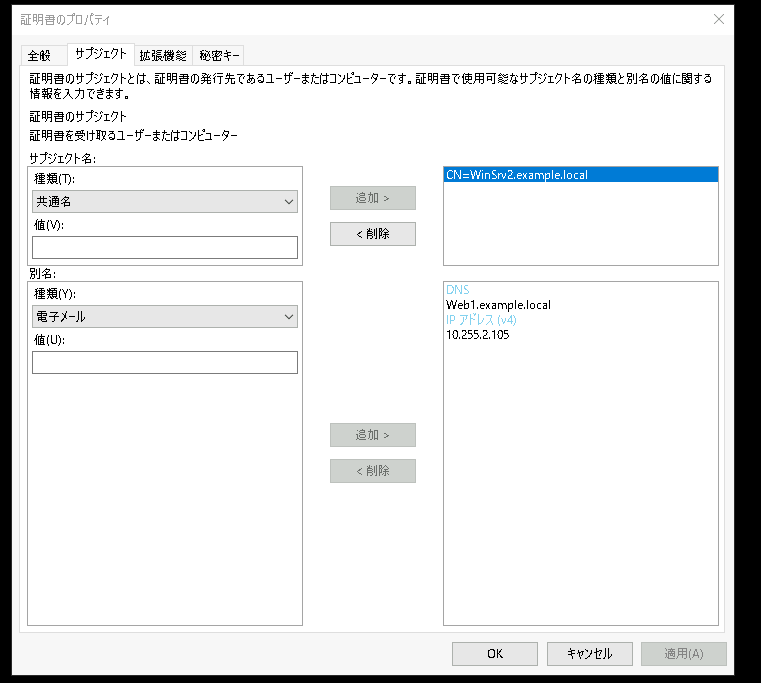 証明書のプロパティ
全般 サブジェクト 拡張機能 秘密キー
証明書のサブジェクトとは、証明書の発行先であるユーザーまたはコンピューターです。証明書で使用可能なサブジェクト名の種類と別名の値に関する
情報を入力できます。
証明書のサブジェクト
証明書を受け取るユーザーまたはコンピューター
サブジェクト名:
種類(T):
共通名
値(V):
追加 >
< 削除
CN=WinSrv2.example.local
別名:
種類(Y):
電子メール
値(U):
追加 >
< 削除
DNS
Web1.example.local
IP アドレス (v4)
10.255.2.105
OK キャンセル 適用(A)